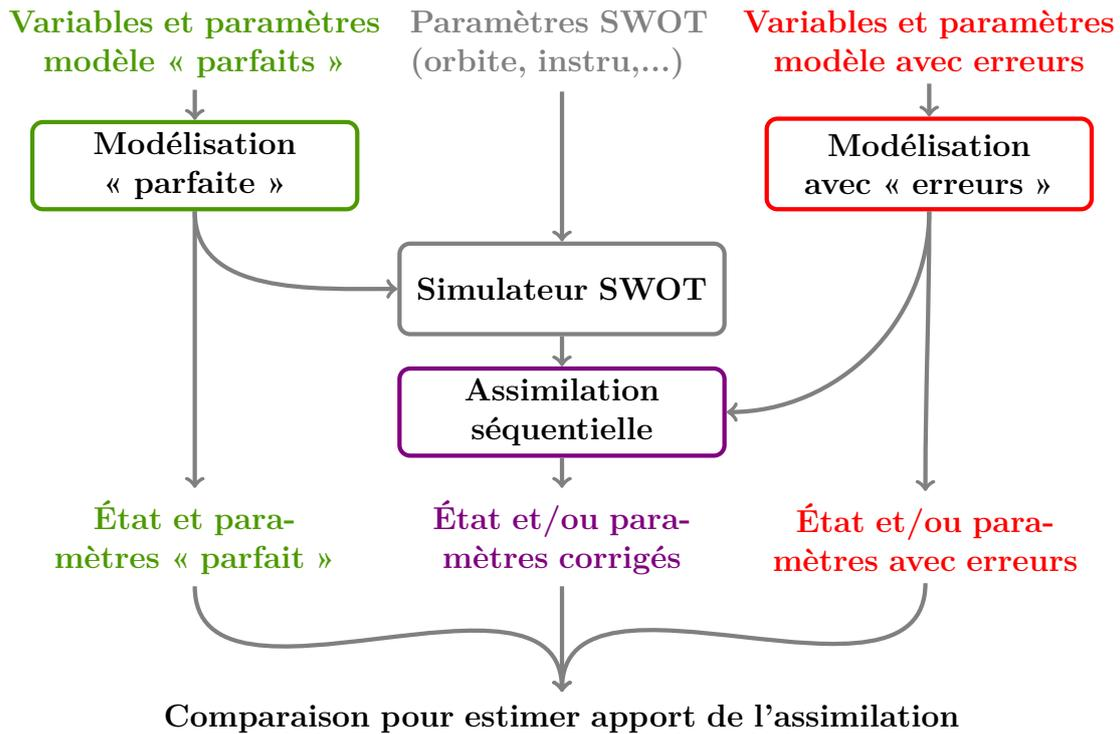 Variables et paramètres
modèle « parfaits »
Paramètres SWOT
(orbite, instru,...)
Variables et paramètres
modèle avec erreurs
Modélisation
« parfaite »
Modélisation
avec « erreurs »
Simulateur SWOT
Assimilation
séquentielle
État et para-
mètres « parfait »
État et/ou para-
mètres corrigés
État et/ou para-
mètres avec erreurs
Comparaison pour estimer apport de l'assimilation